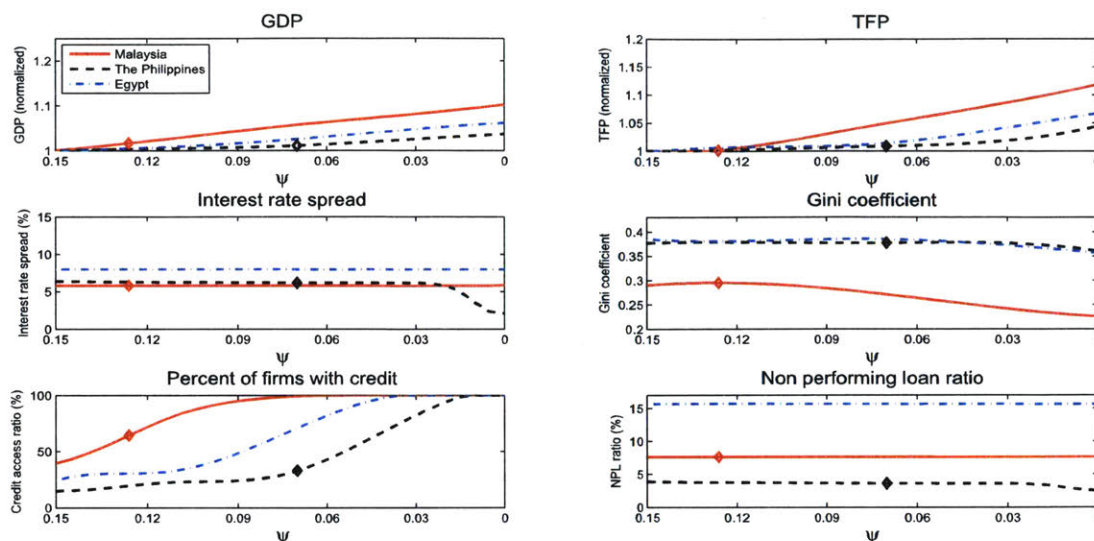 GDP
GDP (normalized)
1.2
1.1
1
Malaysia
The Philippines
Egypt
0.15 0.12 0.09 0.06 0.03 0
Ψ
TFP
TFP (normalized)
1.2
1.15
1.1
1.05
1
0.15 0.12 0.09 0.06 0.03 0
Ψ
Interest rate spread
Interest rate spread (%)
15
10
5
0
0.15 0.12 0.09 0.06 0.03 0
Ψ
Gini coefficient
Gini coefficient
0.4
0.35
0.3
0.25
0.2
0.15 0.12 0.09 0.06 0.03 0
Ψ
Percent of firms with credit
Credit access ratio (%)
100
50
0
0.15 0.12 0.09 0.06 0.03 0
Ψ
Non performing loan ratio
NPL ratio (%)
15
10
5
0
0.15 0.12 0.09 0.06 0.03 0
Ψ